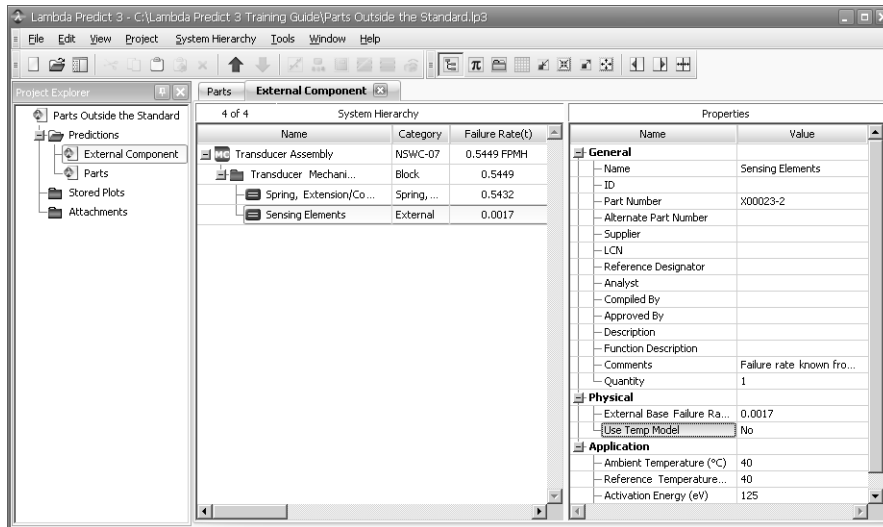 Lambda Predict 3 - C:\Lambda Predict 3 Training Guide\Parts Outside the Standard.lp3
File Edit View Project System Hierarchy Tools Window Help
Project Explorer
Parts Outside the Standard
Predictions
External Component
Parts
Stored Plots
Attachments
Parts External Component
4 of 4 System Hierarchy
Name Category Failure Rate(t)
MC Transducer Assembly NSWC-07 0.5449 FPMH
Transducer Mechani... Block 0.5449
Spring, Extension/Co... Spring, ... 0.5432
Sensing Elements External 0.0017
Properties
Name Value
General
Name Sensing Elements
ID
Part Number X00023-2
Alternate Part Number
Supplier
LCN
Reference Designator
Analyst
Compiled By
Approved By
Description
Function Description
Comments Failure rate known fro...
Quantity 1
Physical
External Base Failure Ra... 0.0017
Use Temp Model No
Application
Ambient Temperature (°C) 40
Reference Temperature... 40
Activation Energy (eV) 125